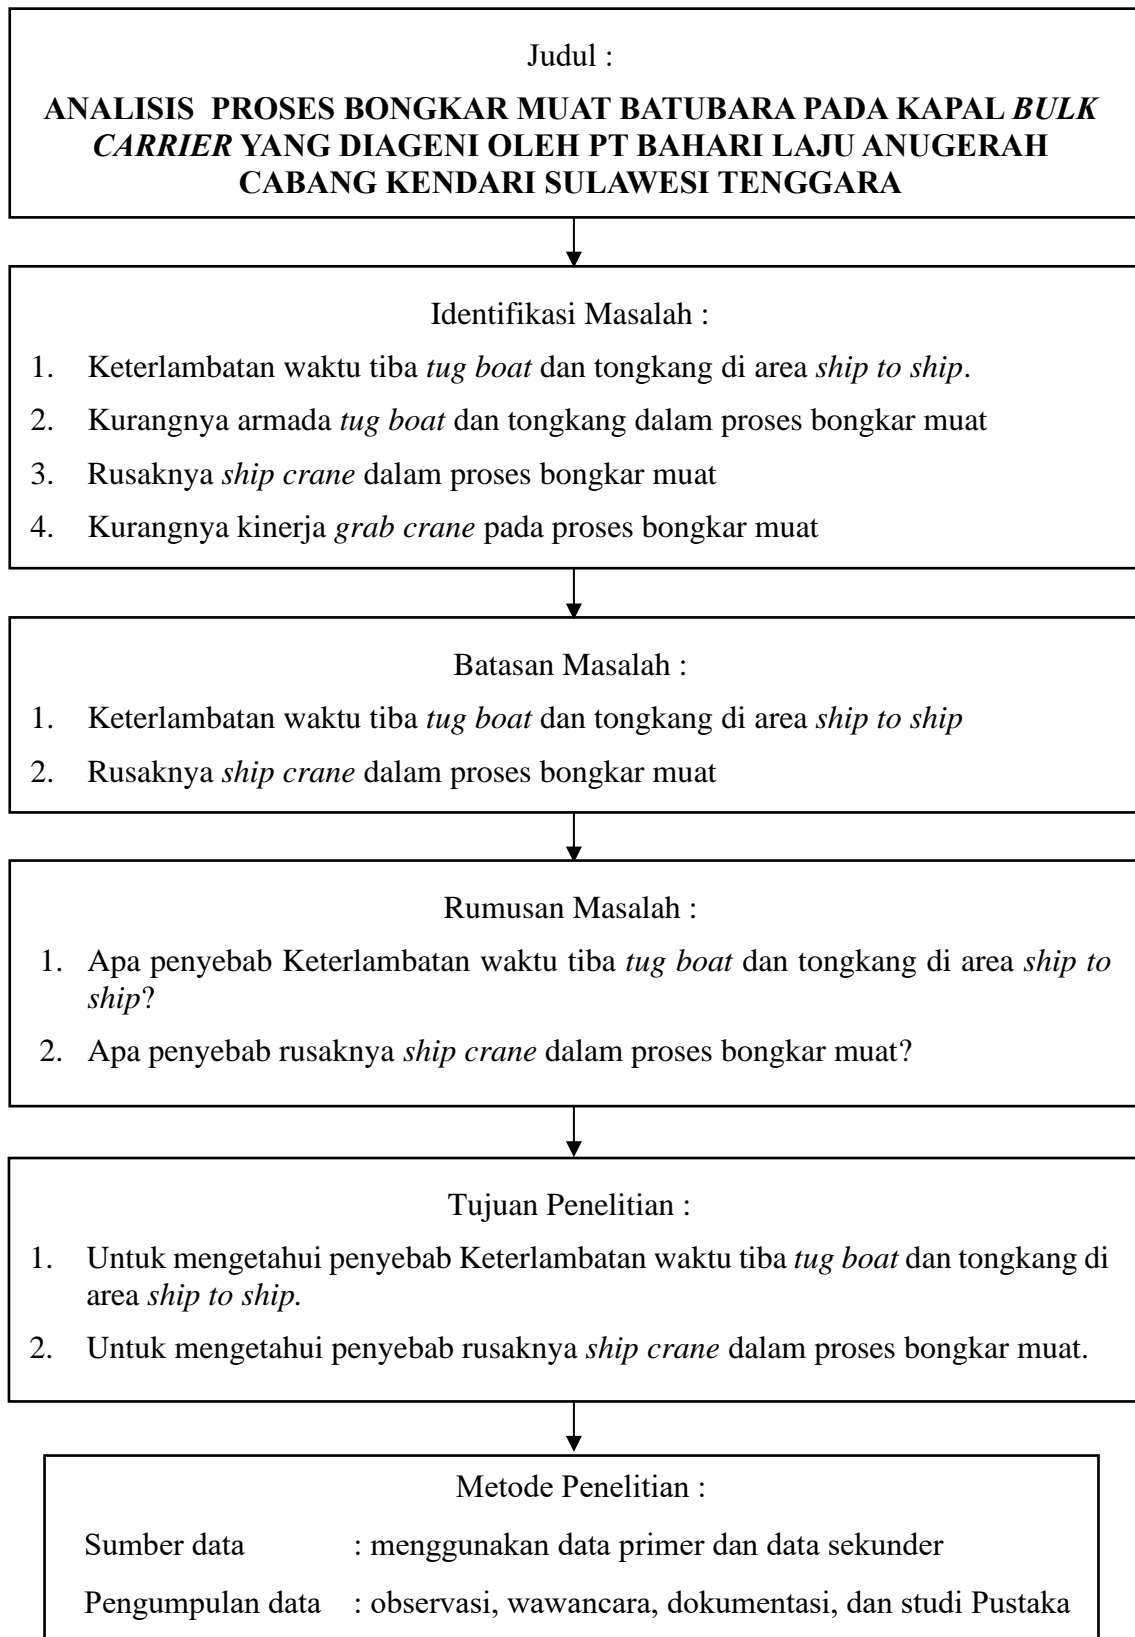 Judul :
ANALISIS PROSES BONGKAR MUAT BATUBARA PADA KAPAL BULK
CARRIER YANG DIAGENI OLEH PT BAHARI LAJU ANUGERAH
CABANG KENDARI SULAWESI TENGGARA
Identifikasi Masalah :
1. Keterlambatan waktu tiba tug boat dan tongkang di area ship to ship.
2. Kurangnya armada tug boat dan tongkang dalam proses bongkar muat
3. Rusaknya ship crane dalam proses bongkar muat
4. Kurangnya kinerja grab crane pada proses bongkar muat
Batasan Masalah :
1. Keterlambatan waktu tiba tug boat dan tongkang di area ship to ship
2. Rusaknya ship crane dalam proses bongkar muat
Rumusan Masalah :
1. Apa penyebab Keterlambatan waktu tiba tug boat dan tongkang di area ship to
ship?
2. Apa penyebab rusaknya ship crane dalam proses bongkar muat?
Tujuan Penelitian :
1. Untuk mengetahui penyebab Keterlambatan waktu tiba tug boat dan tongkang di
area ship to ship.
2. Untuk mengetahui penyebab rusaknya ship crane dalam proses bongkar muat.
Metode Penelitian :
Sumber data : menggunakan data primer dan data sekunder
Pengumpulan data : observasi, wawancara, dokumentasi, dan studi Pustaka